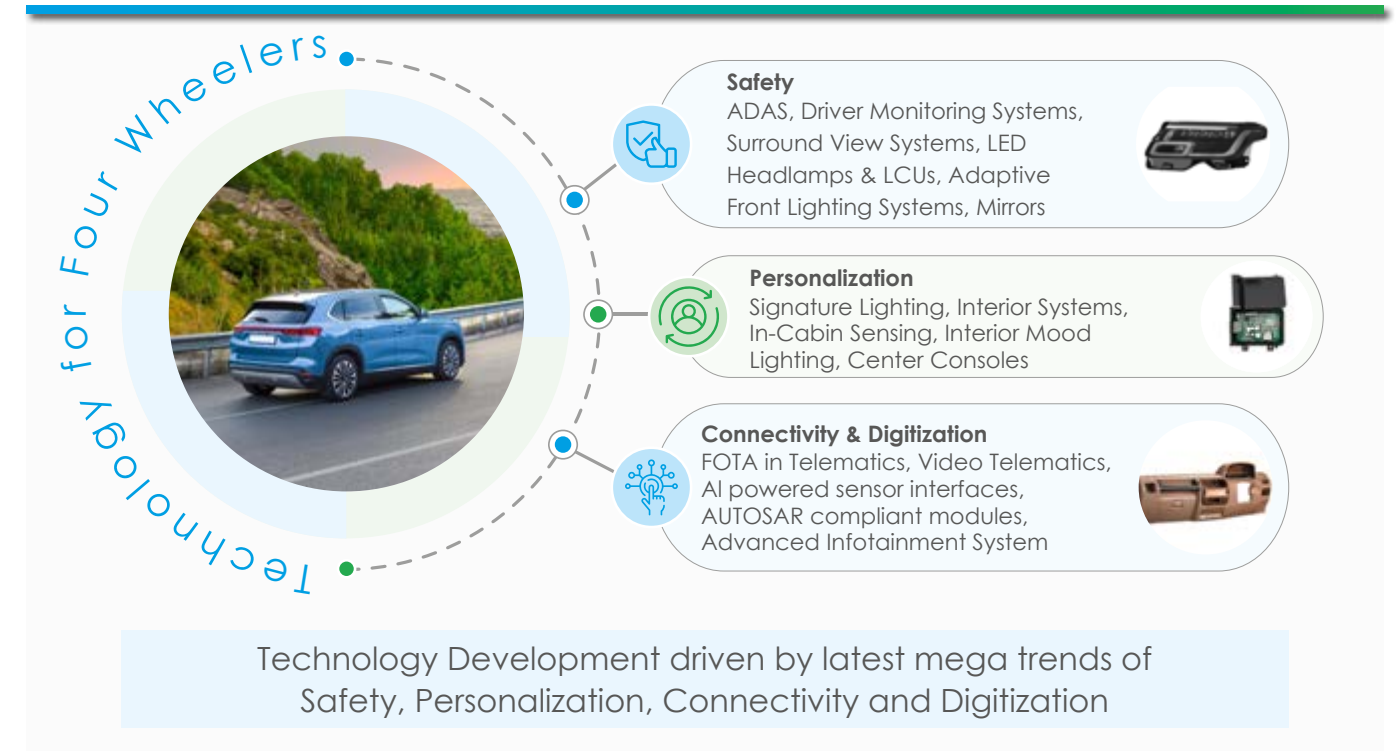 Technology for Four Wheelers
Safety
ADAS, Driver Monitoring Systems,
Surround View Systems, LED
Headlamps & LCUs, Adaptive
Front Lighting Systems, Mirrors
Personalization
Signature Lighting, Interior Systems,
In-Cabin Sensing, Interior Mood
Lighting, Center Consoles
Connectivity & Digitization
FOTA in Telematics, Video Telematics,
AI powered sensor interfaces,
AUTOSAR compliant modules,
Advanced Infotainment System
Technology Development driven by latest mega trends of
Safety, Personalization, Connectivity and Digitization